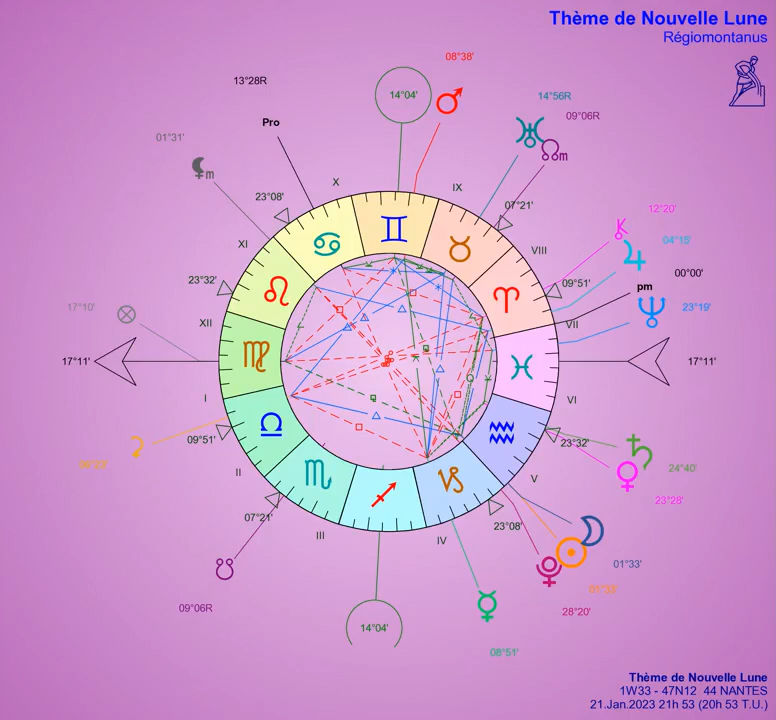 Thème de Nouvelle Lune
Régiomontanus
08°38'
13°28R
14°04'
14°56R
09°06R
Pro
01°31'
m
m
23°08'
X
IX
07°21'
12°20'
XI
VIII
04°15'
23°32'
09°51'
00°00'
pm
17°10'
XII
VII
23°19'
17°11'
17°11'
I
VI
09°51'
23°32'
24°40'
II
V
23°28'
07°21'
23°08'
III
IV
01°33'
28°20'
09°06R
14°04'
08°51'
Thème de Nouvelle Lune
1W33 - 47N12 44 NANTES
21.Jan.2023 21h 53 (20h 53 T.U.)